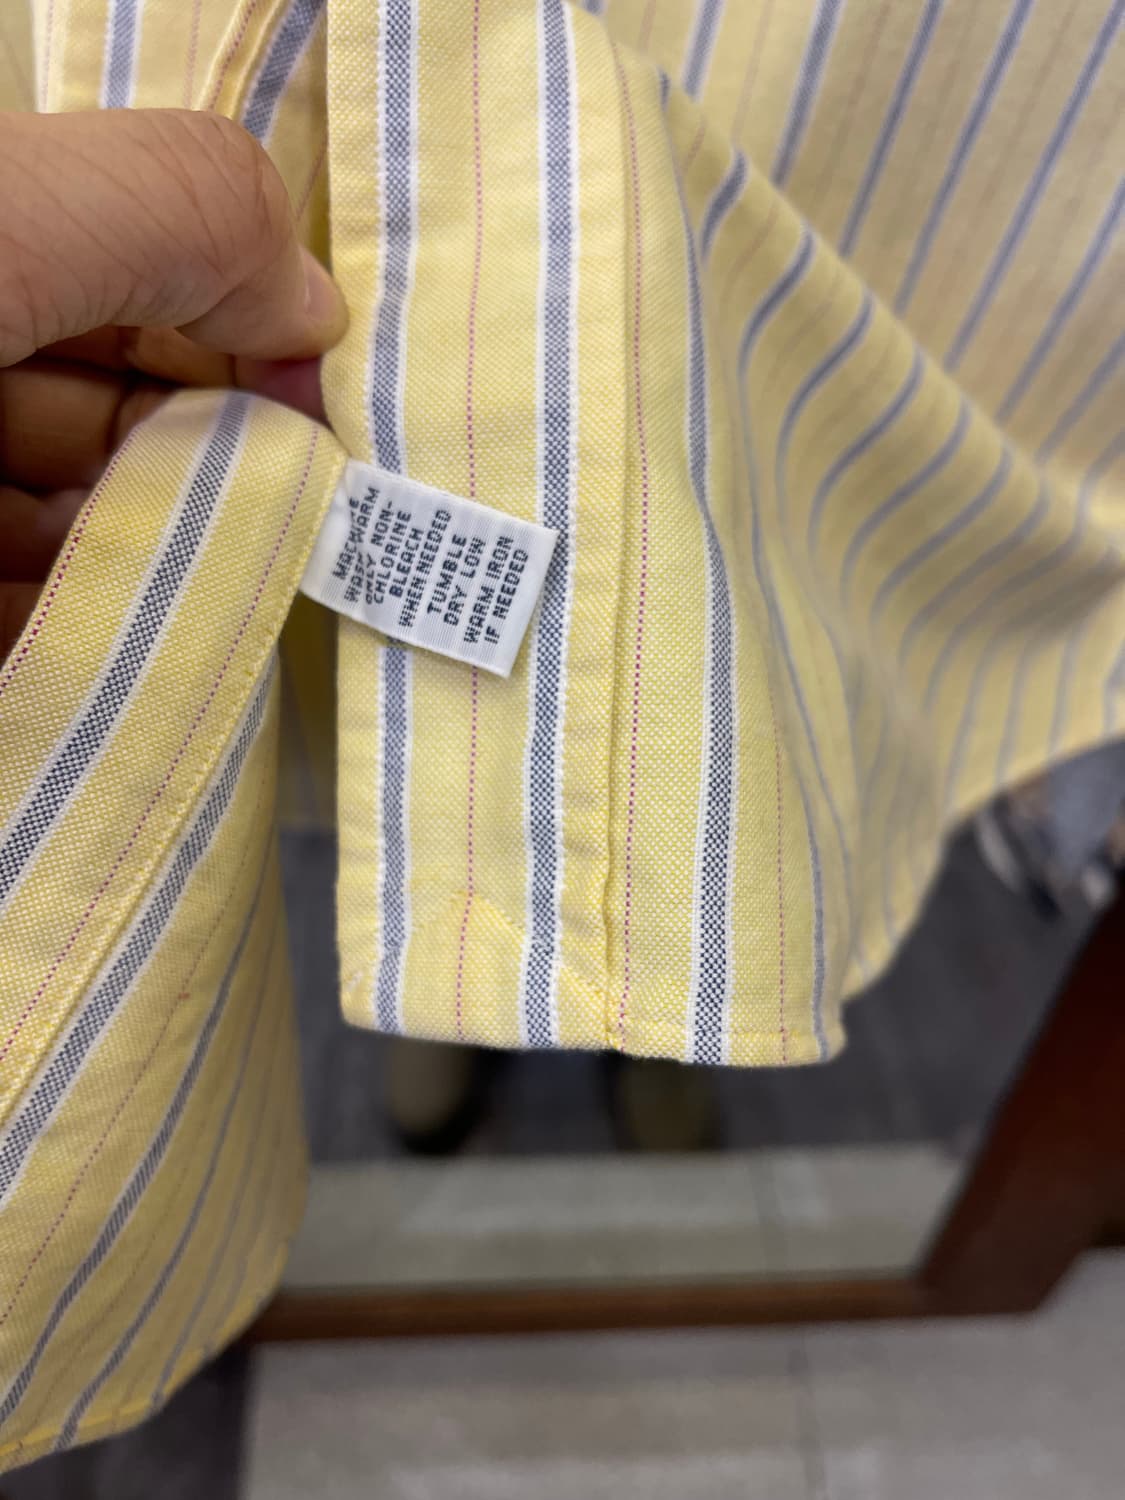 MACHINE
WASH WARM
ONLY NON-
CHLORINE
BLEACH
WHEN NEEDED
TUMBLE
DRY LOW
WARM IRON
IF NEEDED